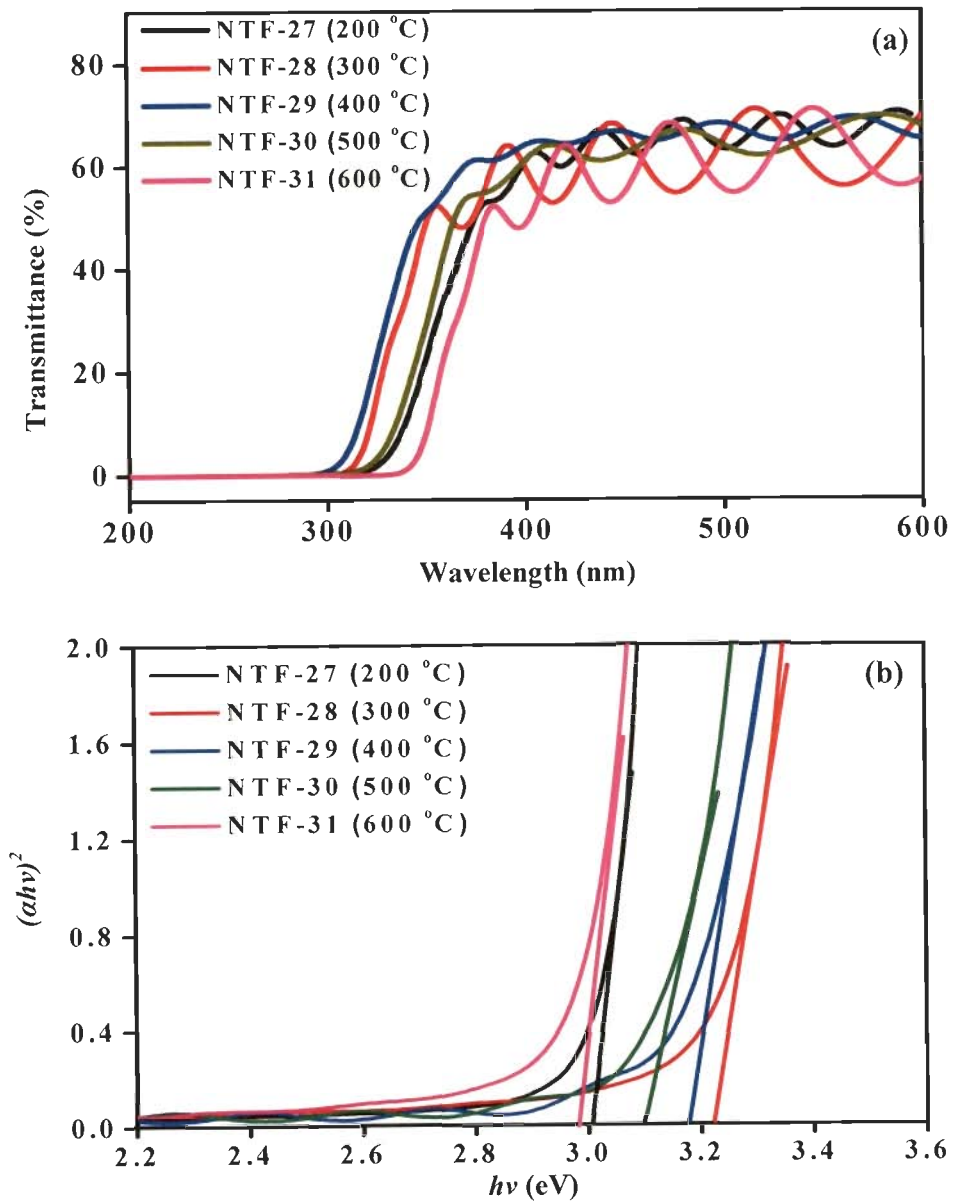 (a)
NTF-27 (200 °C)
NTF-28 (300 °C)
NTF-29 (400 °C)
NTF-30 (500 °C)
NTF-31 (600 °C)
80
60
40
20
0
Transmittance (%)
200 300 400 500 600
Wavelength (nm)
(b)
NTF-27 (200 °C)
NTF-28 (300 °C)
NTF-29 (400 °C)
NTF-30 (500 °C)
NTF-31 (600 °C)
2.0
1.6
1.2
0.8
0.4
0.0
(αhν)²
2.2 2.4 2.6 2.8 3.0 3.2 3.4 3.6
hν (eV)